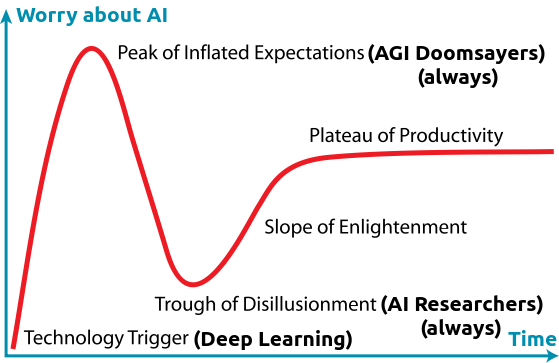 Worry about AI
Peak of Inflated Expectations (AGI Doomsayers)
(always)
Plateau of Productivity
Slope of Enlightenment
Trough of Disillusionment (AI Researchers)
(always)
Technology Trigger (Deep Learning)
Time